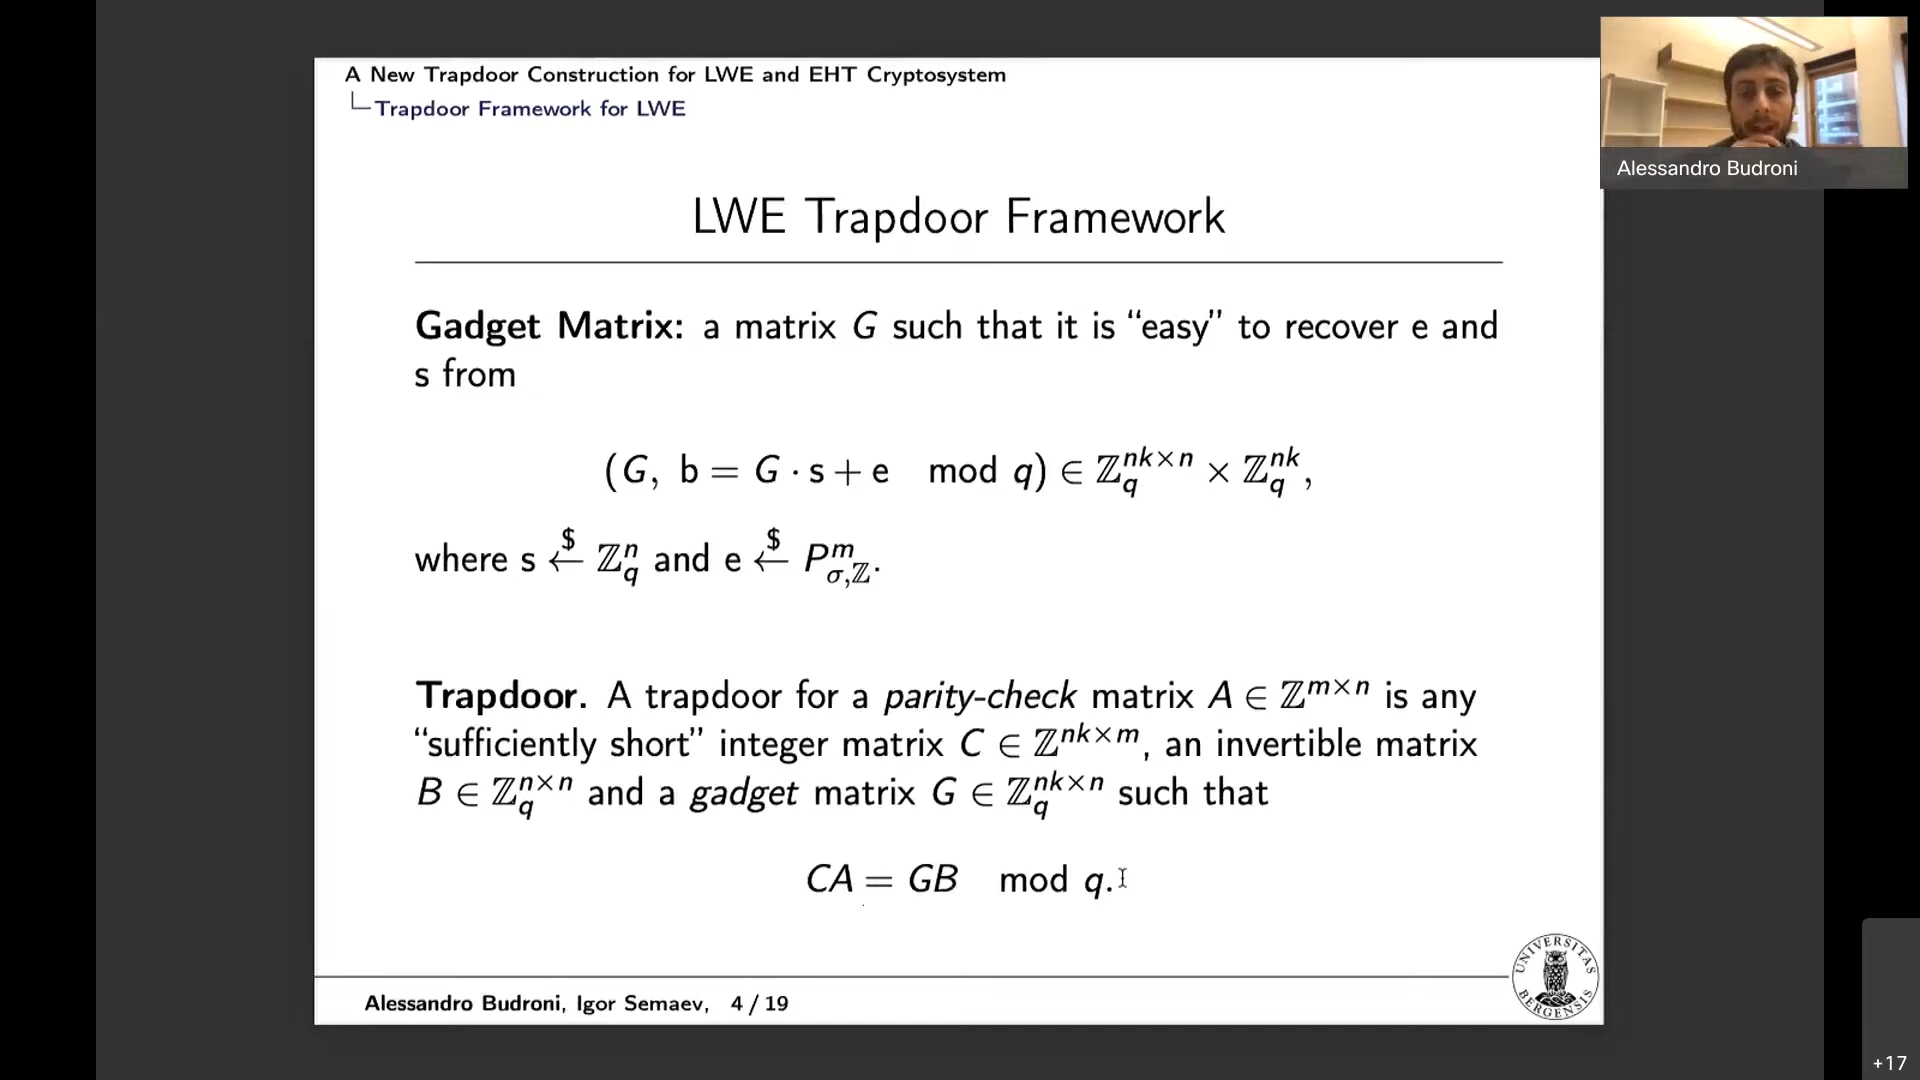 A New Trapdoor Construction for LWE and EHT Cryptosystem
Trapdoor Framework for LWE
Alessandro Budroni
LWE Trapdoor Framework
Gadget Matrix: a matrix G such that it is “easy” to recover e and
s from
(G, b = G · s + e mod q) ∈ ℤ_q^{nk×n} × ℤ_q^{nk},
where s ←^{$} ℤ_q^n and e ←^{$} P_{σ,ℤ}^m.
Trapdoor. A trapdoor for a parity-check matrix A ∈ ℤ^{m×n} is any
“sufficiently short” integer matrix C ∈ ℤ^{nk×m}, an invertible matrix
B ∈ ℤ_q^{n×n} and a gadget matrix G ∈ ℤ_q^{nk×n} such that
CA = GB mod q.
UNIVERSITAS BERGENSIS
Alessandro Budroni, Igor Semaev, 4 / 19
+17